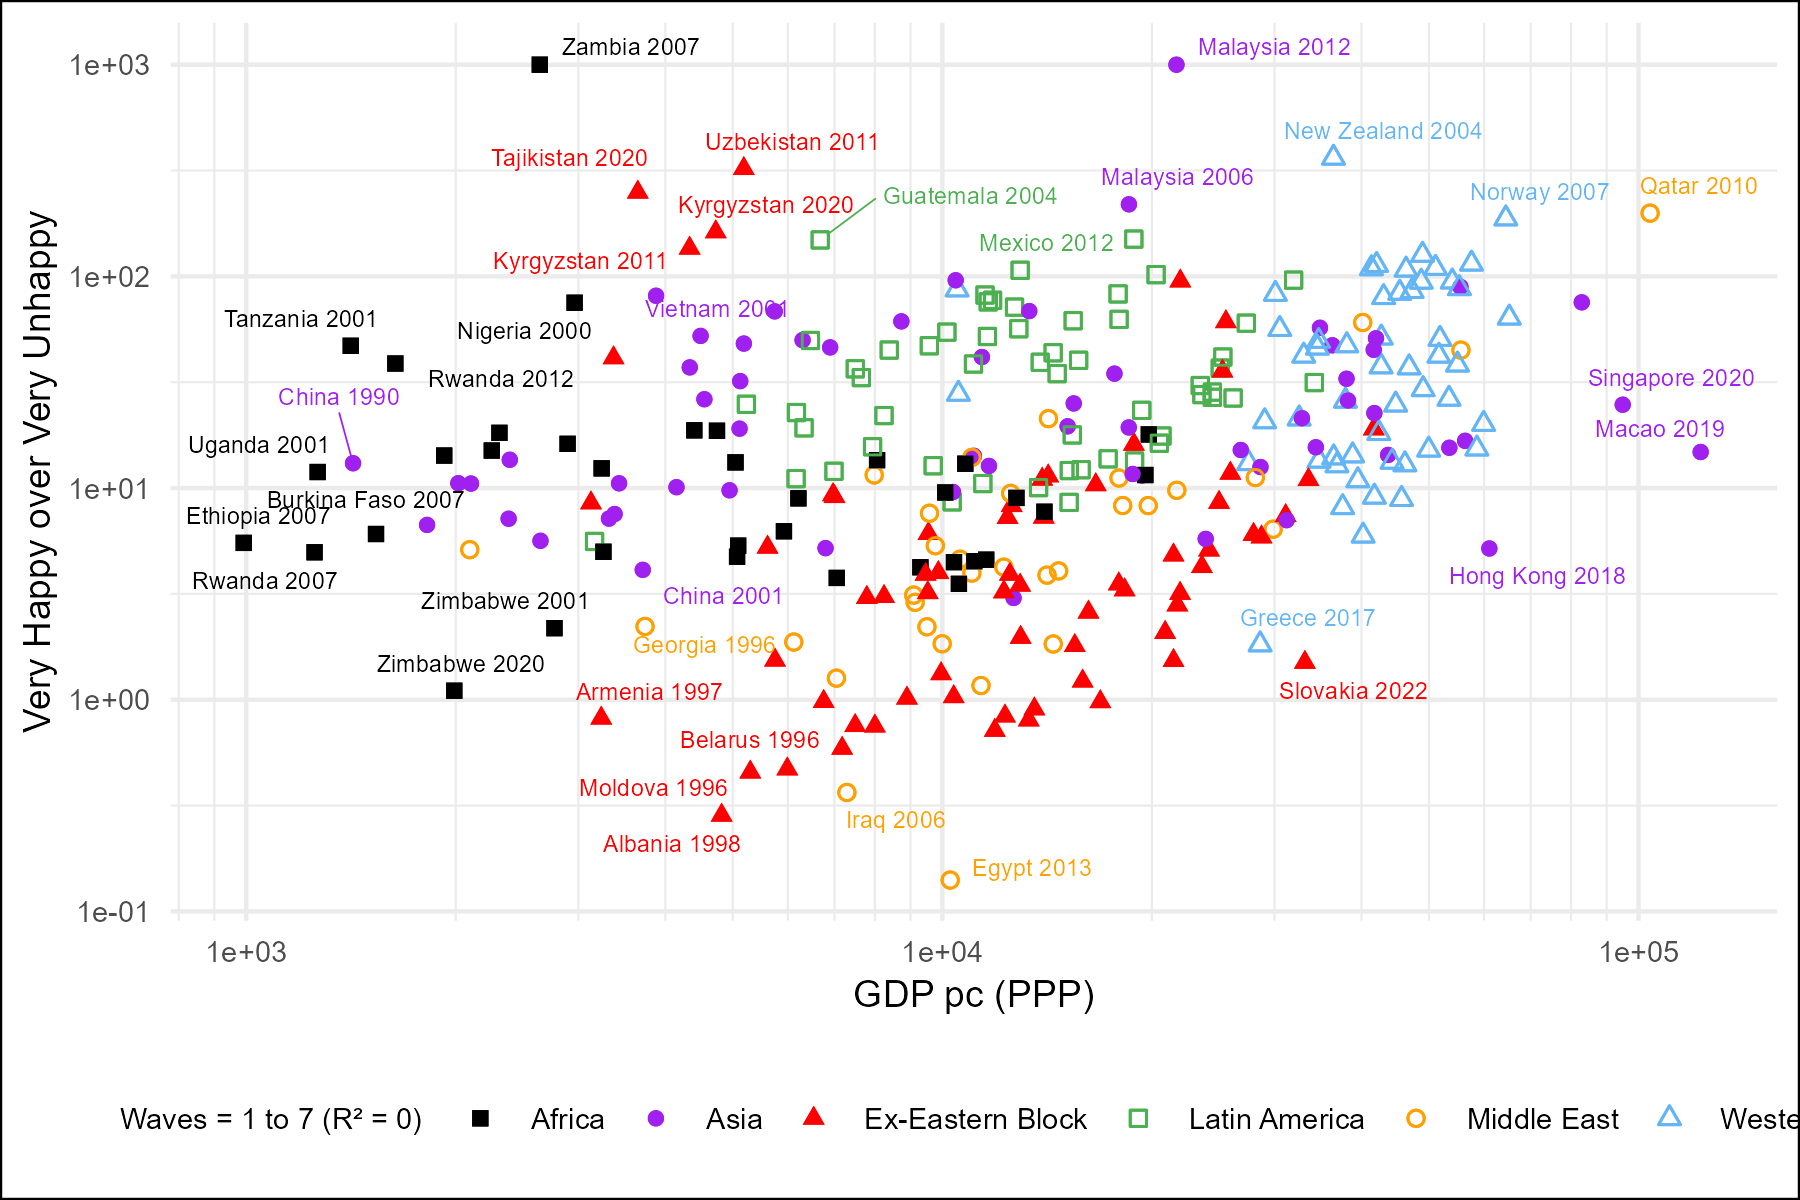 Zambia 2007
Malaysia 2012
1e+03
New Zealand 2004
Uzbekistan 2011
Tajikistan 2020
Malaysia 2006
Qatar 2010
Norway 2007
Guatemala 2004
Kyrgyzstan 2020
Mexico 2012
Kyrgyzstan 2011
1e+02
Vietnam 2001
Tanzania 2001
Nigeria 2000
Rwanda 2012
Singapore 2020
China 1990
Macao 2019
Uganda 2001
1e+01
Burkina Faso 2007
Ethiopia 2007
Rwanda 2007
Hong Kong 2018
China 2001
Zimbabwe 2001
Greece 2017
Georgia 1996
Zimbabwe 2020
Armenia 1997
Slovakia 2022
1e+00
Belarus 1996
Moldova 1996
Iraq 2006
Albania 1998
Egypt 2013
1e-01
Very Happy over Very Unhappy
1e+03 1e+04 1e+05
GDP pc (PPP)
Waves = 1 to 7 (R² = 0) Africa Asia Ex-Eastern Block Latin America Middle East Weste